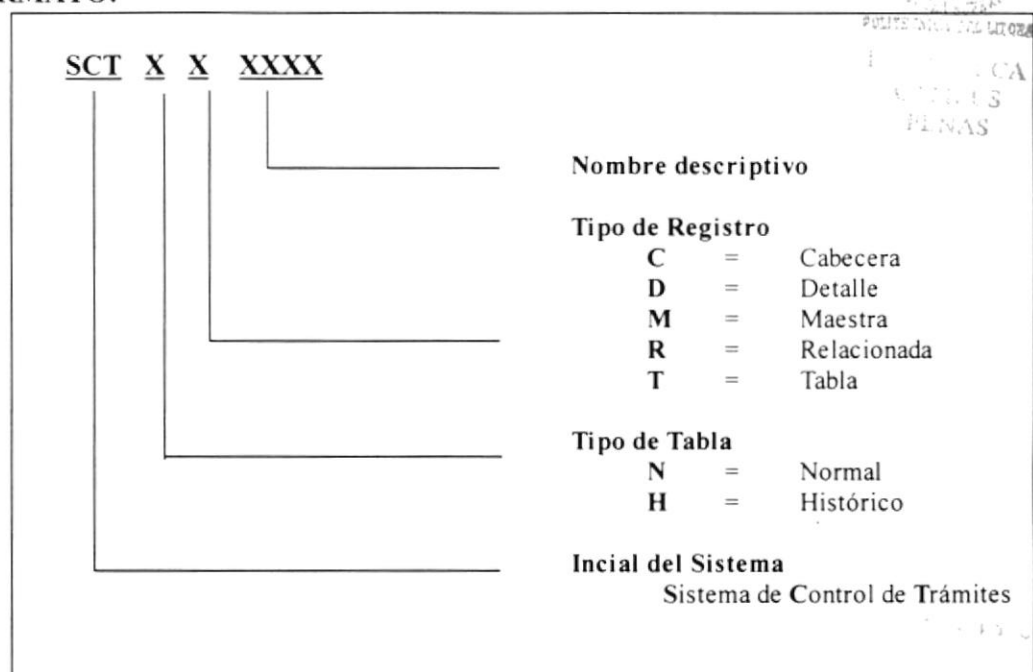 SCT X X XXXX
Nombre descriptivo
Tipo de Registro
C = Cabecera
D = Detalle
M = Maestra
R = Relacionada
T = Tabla
Tipo de Tabla
N = Normal
H = Histórico
Incial del Sistema
Sistema de Control de Trámites